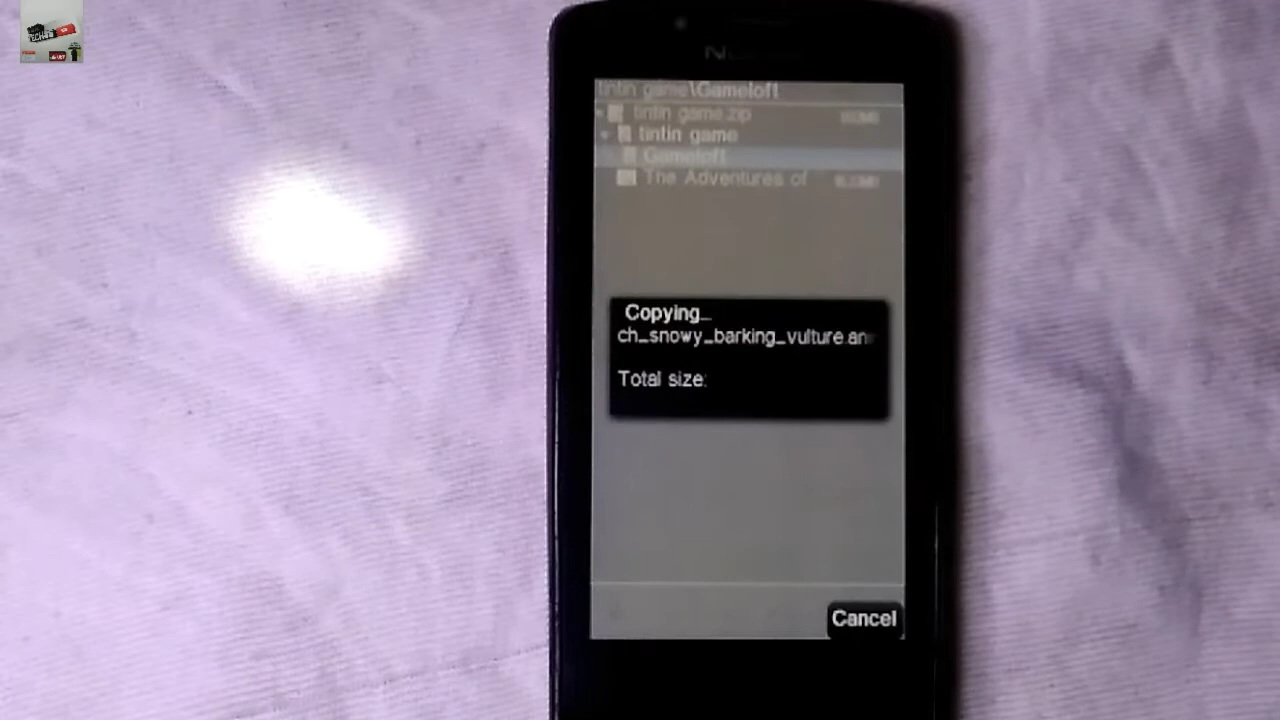 tintin game\Gameloft
tintin game.zip
tintin game
Gameloft
The Adventures of
Copying...
ch_snowy_barking_vulture.an
Total size:
Cancel